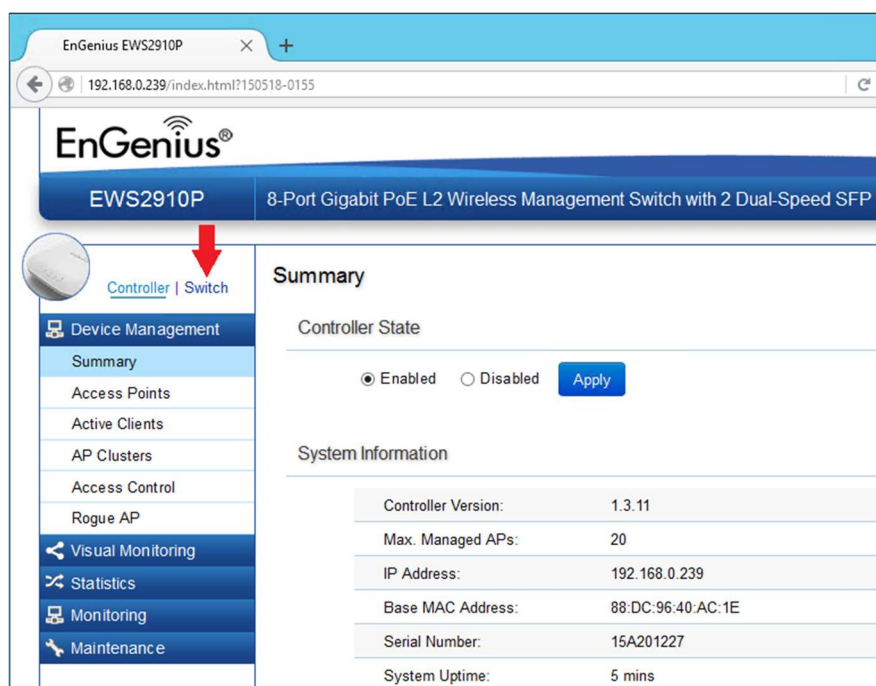 EnGenius EWS2910P
192.168.0.239/index.html?150518-0155
EnGenius®
EWS2910P
8-Port Gigabit PoE L2 Wireless Management Switch with 2 Dual-Speed SFP
Controller | Switch
Device Management
Summary
Access Points
Active Clients
AP Clusters
Access Control
Rogue AP
Visual Monitoring
Statistics
Monitoring
Maintenance
Summary
Controller State
Enabled Disabled Apply
System Information
Controller Version: 1.3.11
Max. Managed APs: 20
IP Address: 192.168.0.239
Base MAC Address: 88:DC:96:40:AC:1E
Serial Number: 15A201227
System Uptime: 5 mins